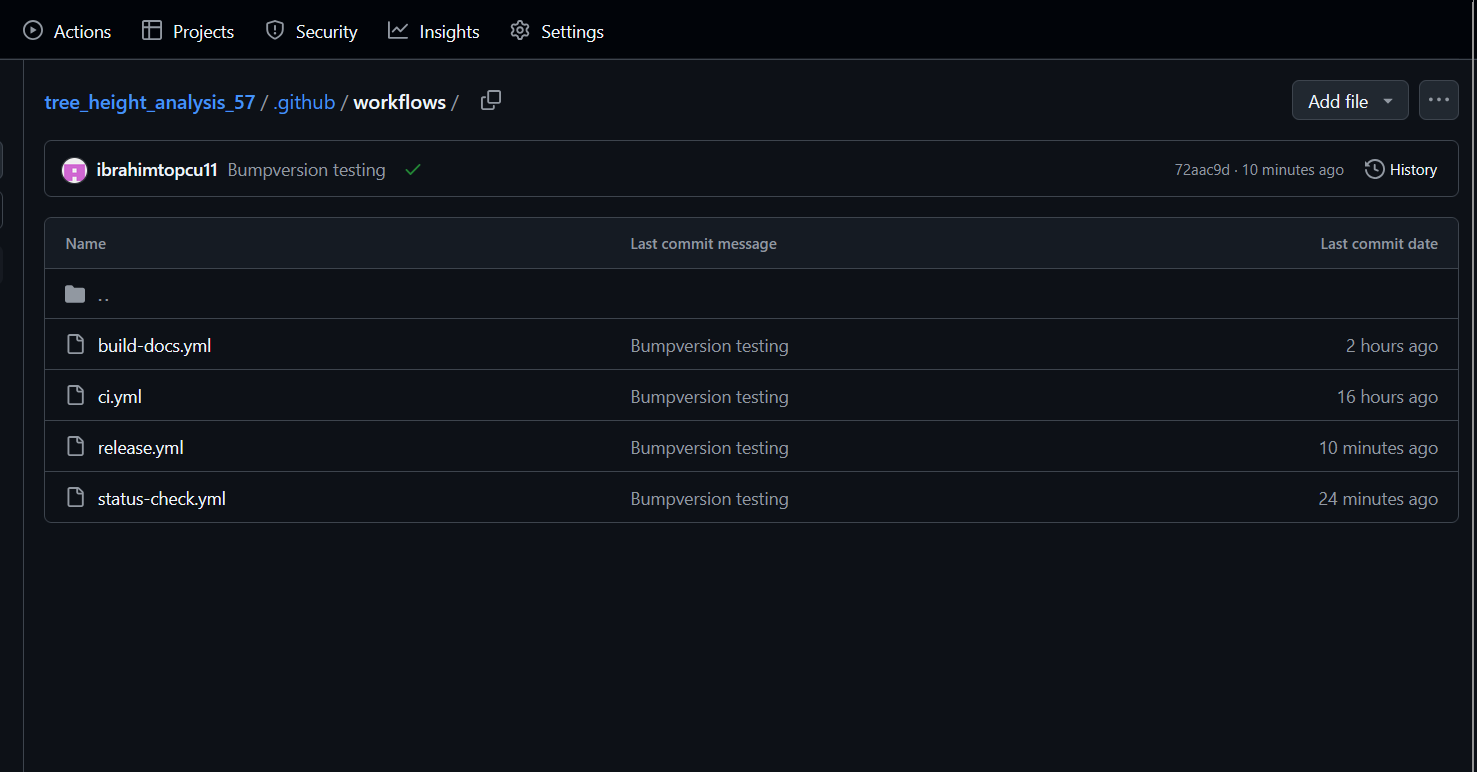 Actions Projects Security Insights Settings
tree_height_analysis_57 / .github / workflows /
Add file
ibrahimtopcu11 Bumpversion testing 72aac9d · 10 minutes ago History
Name Last commit message Last commit date
..
build-docs.yml Bumpversion testing 2 hours ago
ci.yml Bumpversion testing 16 hours ago
release.yml Bumpversion testing 10 minutes ago
status-check.yml Bumpversion testing 24 minutes ago